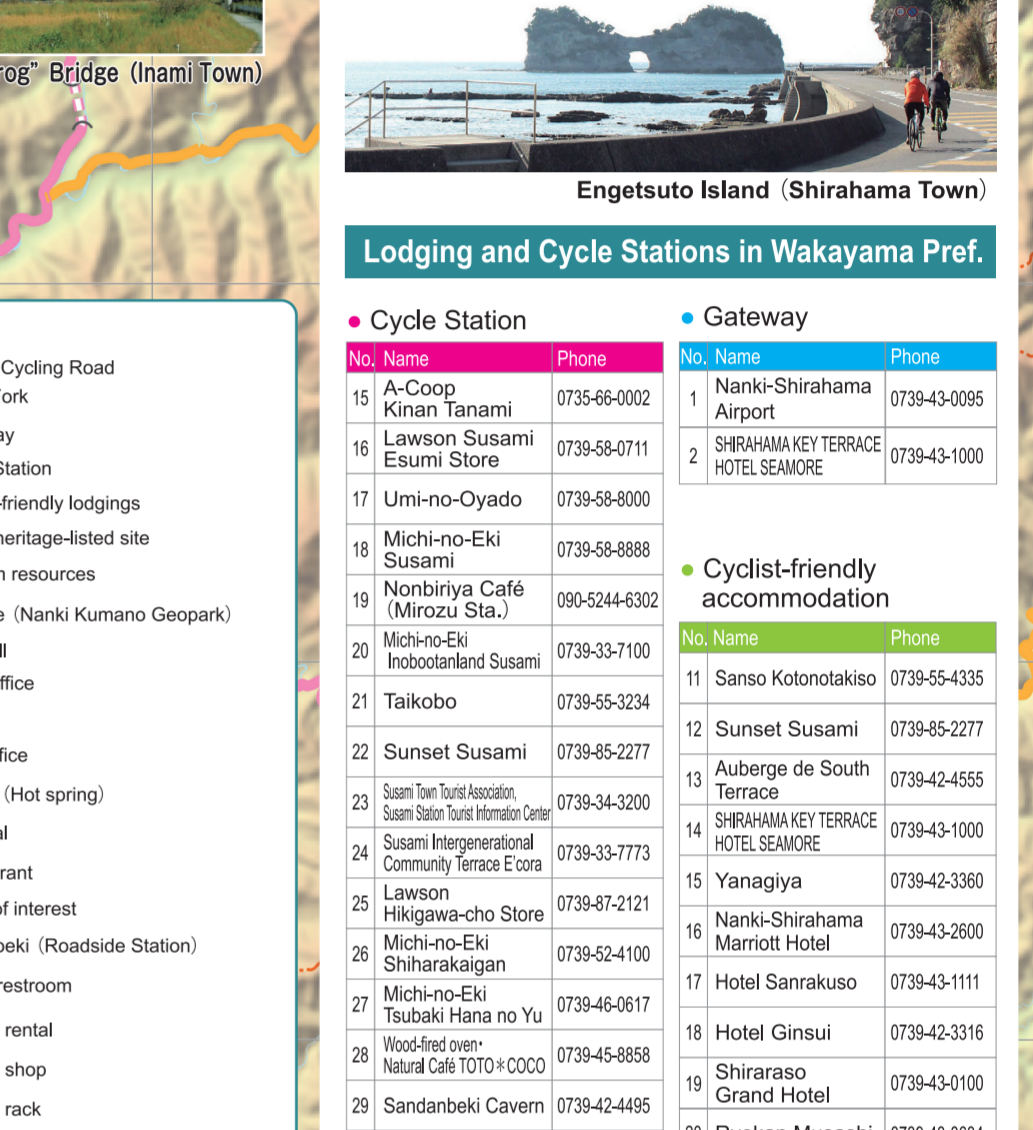 rog” Bridge (Inami Town)
Cycling Road
ay
Station
-friendly lodgings
heritage-listed site
resources
(Nanki Kumano Geopark)
ffice
fice
(Hot spring)
al
rant
of interest
beki (Roadside Station)
restroom
rental
shop
rack
Engetsuto Island (Shirahama Town)
Lodging and Cycle Stations in Wakayama Pref.
● Cycle Station
No. Name Phone
15 A-Coop 0735-66-0002
Kinan Tanami
16 Lawson Susami 0739-58-0711
Esumi Store
17 Umi-no-Oyado 0739-58-8000
18 Michi-no-Eki 0739-58-8888
Susami
19 Nonbiriya Café 090-5244-6302
(Mirozu Sta.)
20 Michi-no-Eki 0739-33-7100
Inobootanland Susami
21 Taikobo 0739-55-3234
22 Sunset Susami 0739-85-2277
23 Susami Town Tourist Association, 0739-34-3200
Susami Station Tourist Information Center
24 Susami Intergenerational 0739-33-7773
Community Terrace E'cora
25 Lawson 0739-87-2121
Hikigawa-cho Store
26 Michi-no-Eki 0739-52-4100
Shiharakaigan
27 Michi-no-Eki 0739-46-0617
Tsubaki Hana no Yu
28 Wood-fired oven・ 0739-45-8858
Natural Café TOTO＊COCO
29 Sandanbeki Cavern 0739-42-4495
● Gateway
No. Name Phone
1 Nanki-Shirahama 0739-43-0095
Airport
2 SHIRAHAMA KEY TERRACE 0739-43-1000
HOTEL SEAMORE
● Cyclist-friendly
accommodation
No. Name Phone
11 Sanso Kotonotakiso 0739-55-4335
12 Sunset Susami 0739-85-2277
13 Auberge de South 0739-42-4555
Terrace
14 SHIRAHAMA KEY TERRACE 0739-43-1000
HOTEL SEAMORE
15 Yanagiya 0739-42-3360
16 Nanki-Shirahama 0739-43-2600
Marriott Hotel
17 Hotel Sanrakuso 0739-43-1111
18 Hotel Ginsui 0739-42-3316
19 Shiraraso 0739-43-0100
Grand Hotel